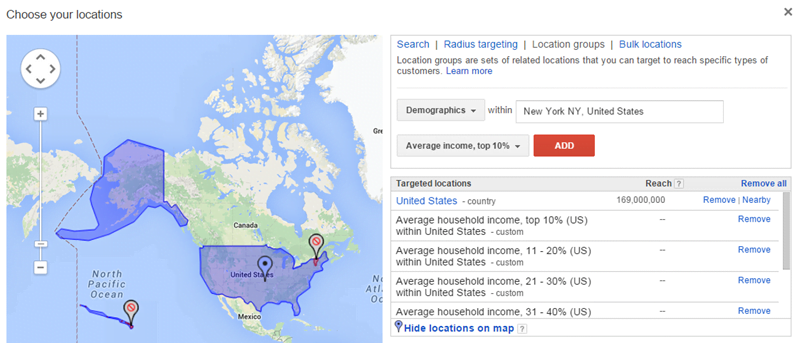 Choose your locations
×
Search | Radius targeting | Location groups | Bulk locations
Location groups are sets of related locations that you can target to reach specific types of
customers. Learn more
Demographics within New York NY, United States
Average income, top 10% ADD
Targeted locations Reach ? Remove all
United States - country 169,000,000 Remove | Nearby
Average household income, top 10% (US)
within United States - custom -- Remove
Average household income, 11 - 20% (US)
within United States - custom -- Remove
Average household income, 21 - 30% (US)
within United States - custom -- Remove
Average household income, 31 - 40% (US) -- Remove
Hide locations on map ?
Gre
Canada
United States
North
Pacific
Ocean
Mexico
N
Atl
O